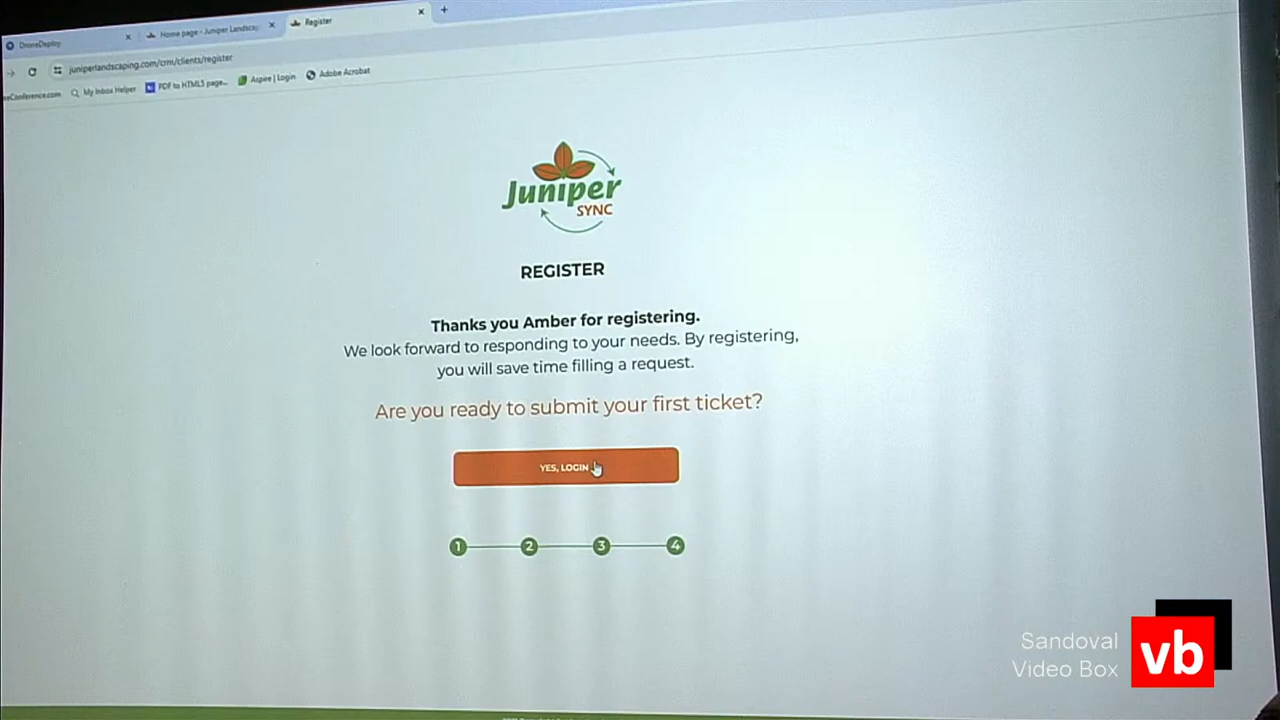 DroneDeploy
Home page - Juniper Landscap
Register
juniperlandscaping.com/crm/clients/register
eeConference.com
My Inbox Helper
PDF to HTML5 page...
Aspire | Login
Adobe Acrobat
Juniper
SYNC
REGISTER
Thanks you Amber for registering.
We look forward to responding to your needs. By registering,
you will save time filling a request.
Are you ready to submit your first ticket?
YES, LOGIN
1 2 3 4
Sandoval
Video Box
vb